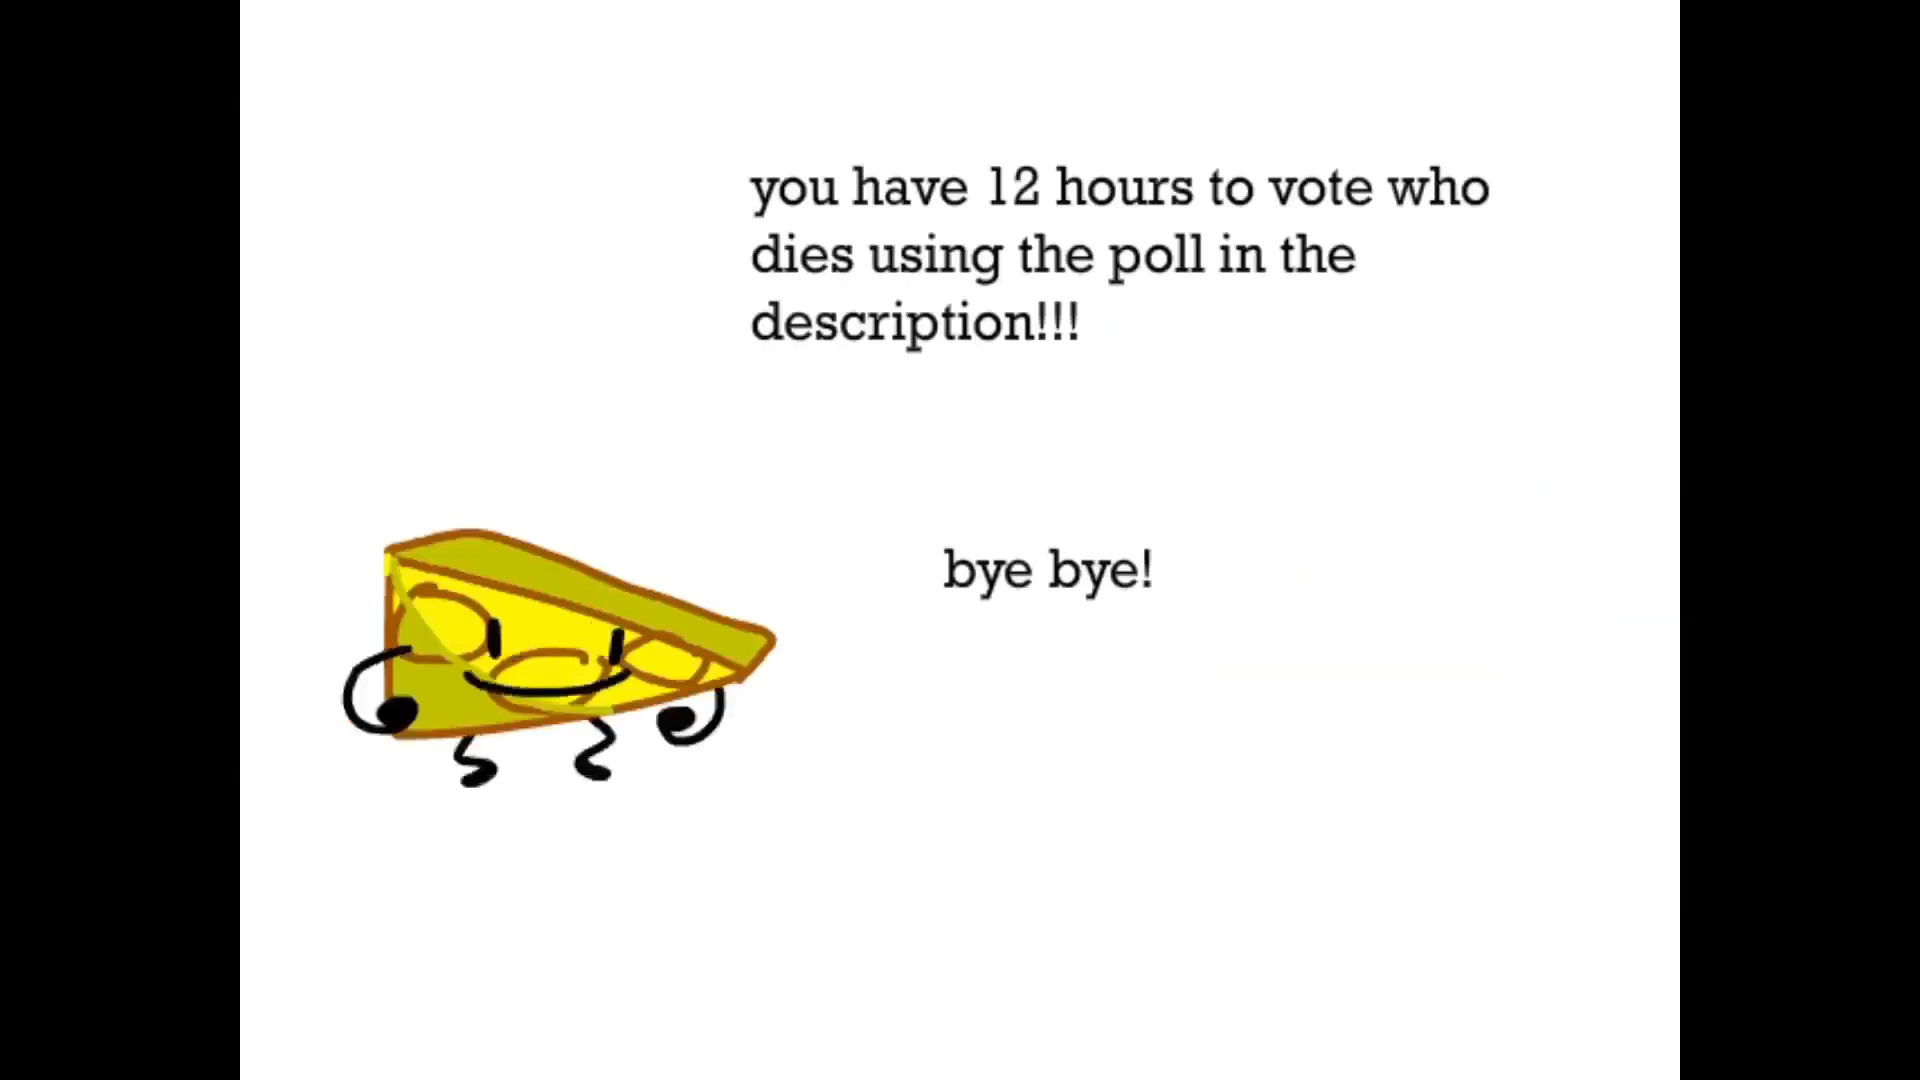 you have 12 hours to vote who
dies using the poll in the
description!!!
bye bye!